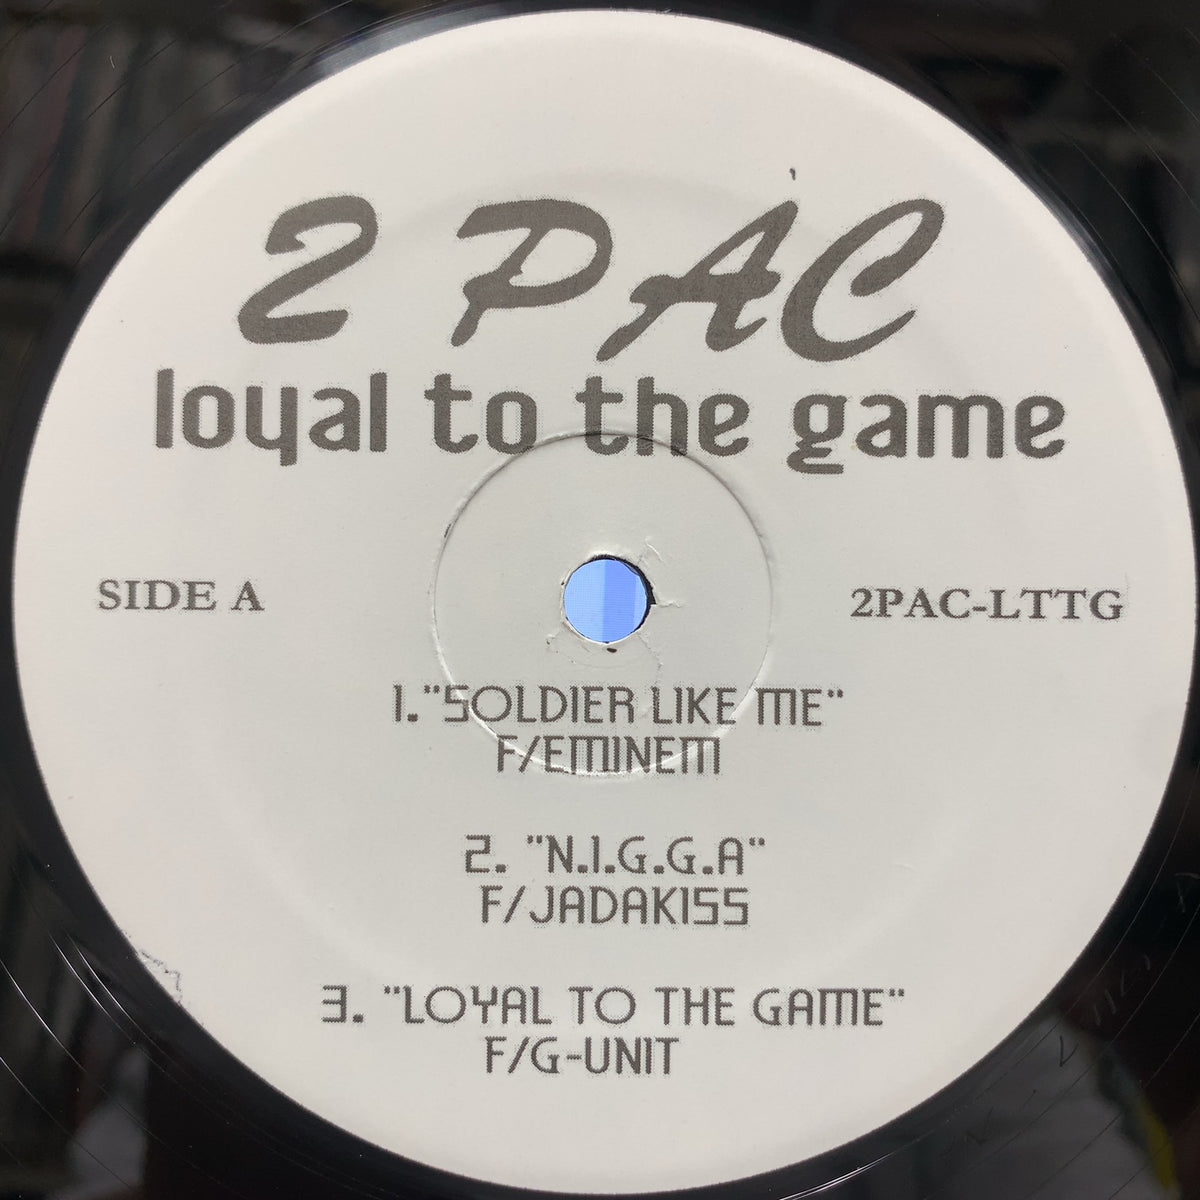 2 PAC
loyal to the game
SIDE A
2PAC-LTTG
1. "SOLDIER LIKE ME"
F/EMINEM
2. "N.I.G.G.A"
F/JADAKISS
3. "LOYAL TO THE GAME"
F/G-UNIT